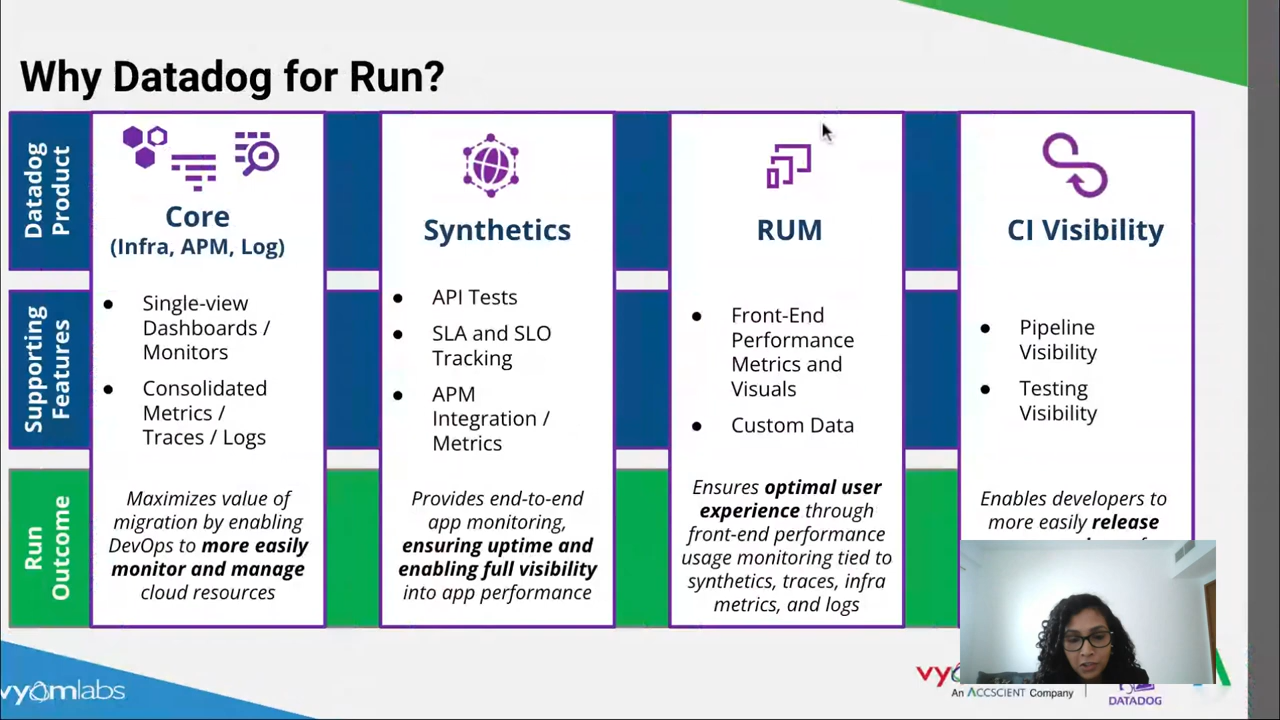 Why Datadog for Run?
Datadog
Product
Core
(Infra, APM, Log)
Synthetics
RUM
CI Visibility
Supporting
Features
● Single-view
Dashboards /
Monitors
● Consolidated
Metrics /
Traces / Logs
● API Tests
● SLA and SLO
Tracking
● APM
Integration /
Metrics
● Front-End
Performance
Metrics and
Visuals
● Custom Data
● Pipeline
Visibility
● Testing
Visibility
Run
Outcome
Maximizes value of
migration by enabling
DevOps to more easily
monitor and manage
cloud resources
Provides end-to-end
app monitoring,
ensuring uptime and
enabling full visibility
into app performance
Ensures optimal user
experience through
front-end performance
usage monitoring tied to
synthetics, traces, infra
metrics, and logs
Enables developers to
more easily release
vyomlabs
An ACCSCIENT Company
DATADOG